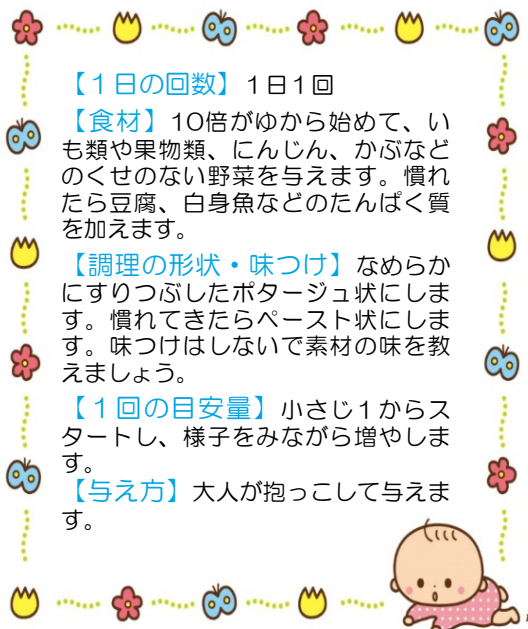 【１日の回数】１日１回
【食材】10倍がゆから始めて、い
も類や果物類、にんじん、かぶなど
のくせのない野菜を与えます。慣れ
たら豆腐、白身魚などのたんぱく質
を加えます。
【調理の形状・味つけ】なめらか
にすりつぶしたポタージュ状にしま
す。慣れてきたらペースト状にしま
す。味つけはしないで素材の味を教
えましょう。
【１回の目安量】小さじ１からス
タートし、様子をみながら増やしま
す。
【与え方】大人が抱っこして与えま
す。